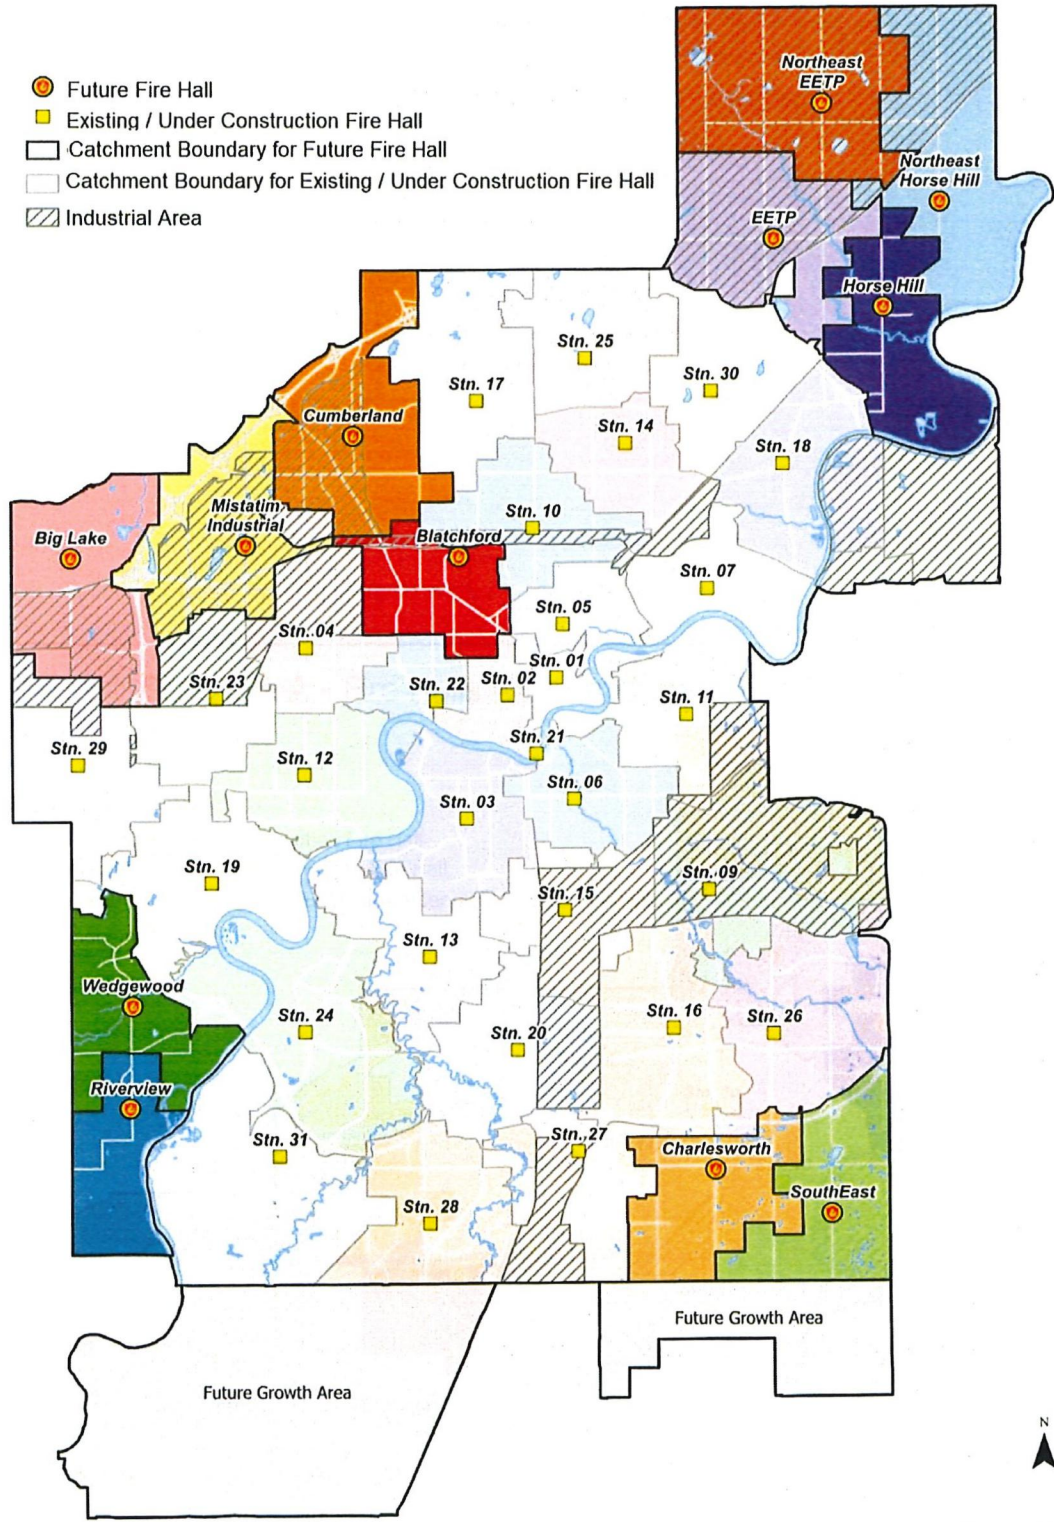 Future Fire Hall
Existing / Under Construction Fire Hall
Catchment Boundary for Future Fire Hall
Catchment Boundary for Existing / Under Construction Fire Hall
Industrial Area
Northeast
EETP
Northeast
Horse Hill
EETP
Horse Hill
Stn. 25
Stn. 17
Stn. 30
Cumberland
Stn. 14
Stn. 18
Mistatim
Industrial
Stn. 10
Big Lake
Blatchford
Stn. 07
Stn. 05
Stn. 04
Stn. 01
Stn. 23
Stn. 22
Stn. 02
Stn. 11
Stn. 21
Stn. 29
Stn. 12
Stn. 06
Stn. 03
Stn. 19
Stn. 09
Stn. 15
Stn. 13
Wedgewood
Stn. 24
Stn. 16
Stn. 26
Stn. 20
Riverview
Stn. 31
Stn. 27
Charlesworth
SouthEast
Stn. 28
Future Growth Area
Future Growth Area
N